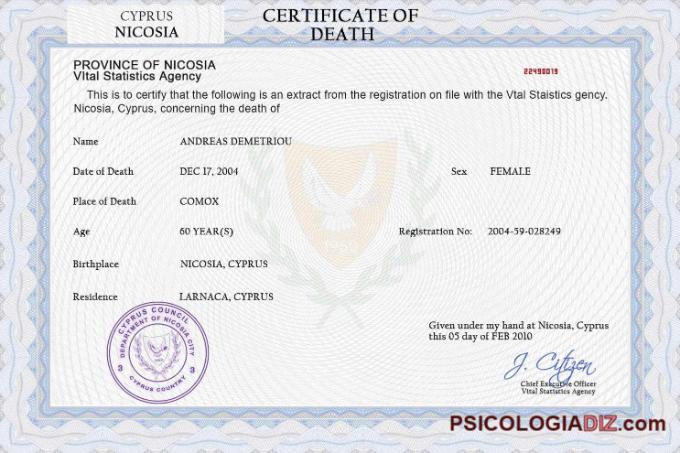 CYPRUS
NICOSIA
CERTIFICATE OF
DEATH
PROVINCE OF NICOSIA
Vital Statistics Agency
22490019
This is to certify that the following is an extract from the registration on file with the Vtal Staistics gency.
Nicosia, Cyprus, concerning the death of
Name ANDREAS DEMETRIOU
Date of Death DEC 17, 2004 Sex FEMALE
Place of Death COMOX
Age 60 YEAR(S) Registration No: 2004-59-028249
1960
Birthplace NICOSIA, CYPRUS
Residence LARNACA, CYPRUS
CYPRUS COUNCIL
DEPARTMENT OF NICOSIA CITY
3 3
CYPRUS COUNTRY
Given under my hand at Nicosia, Cyprus
this 05 day of FEB 2010
J. Citizen
Chief Executive Officer
Vital Statistics Agency
PSICOLOGIADIZ.com